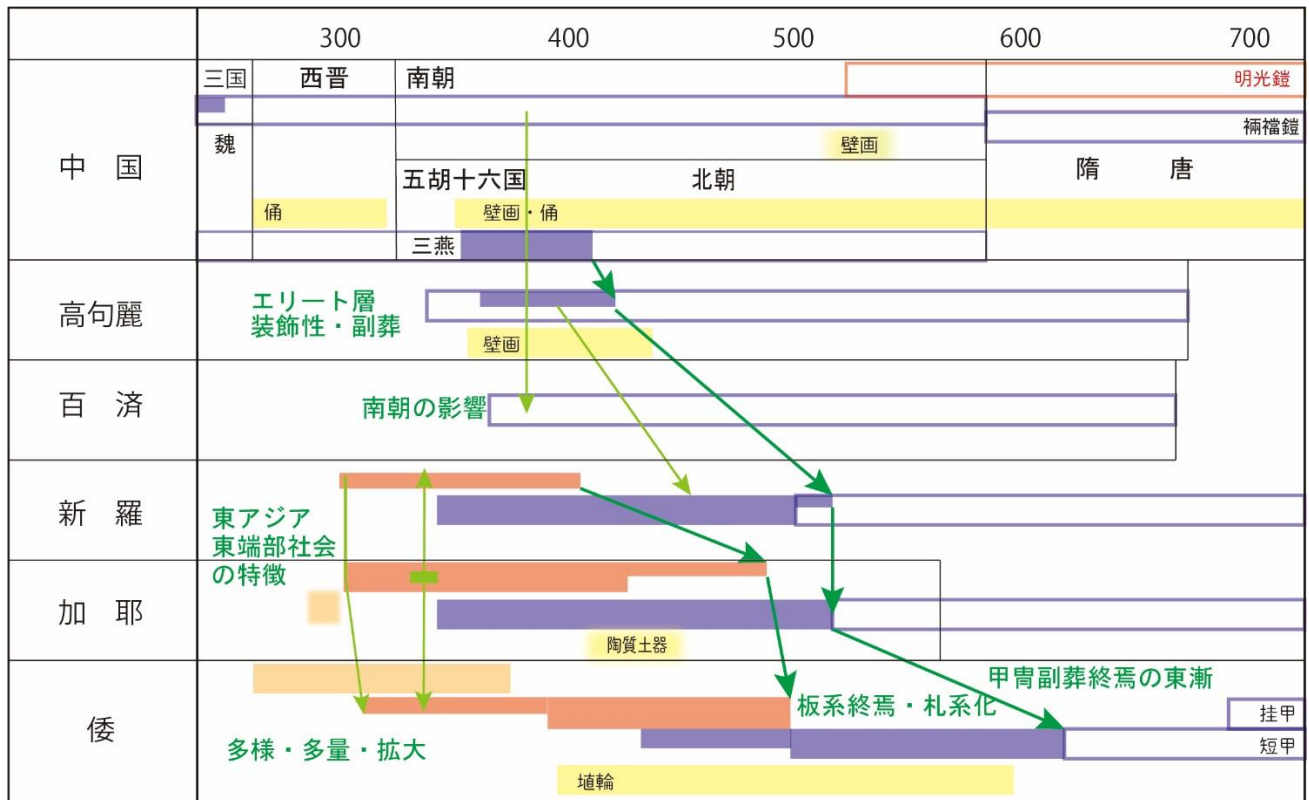 300 400 500 600 700
中国
三国 西晋 南朝 明光鎧
裲襠鎧
魏 壁画
五胡十六国 北朝 隋 唐
俑 壁画・俑
三燕
高句麗
エリート層
装飾性・副葬
壁画
百済
南朝の影響
新羅
東アジア
東端部社会
の特徴
加耶
陶質土器
甲冑副葬終焉の東漸
倭
板系終焉・札系化 挂甲
多様・多量・拡大 短甲
埴輪